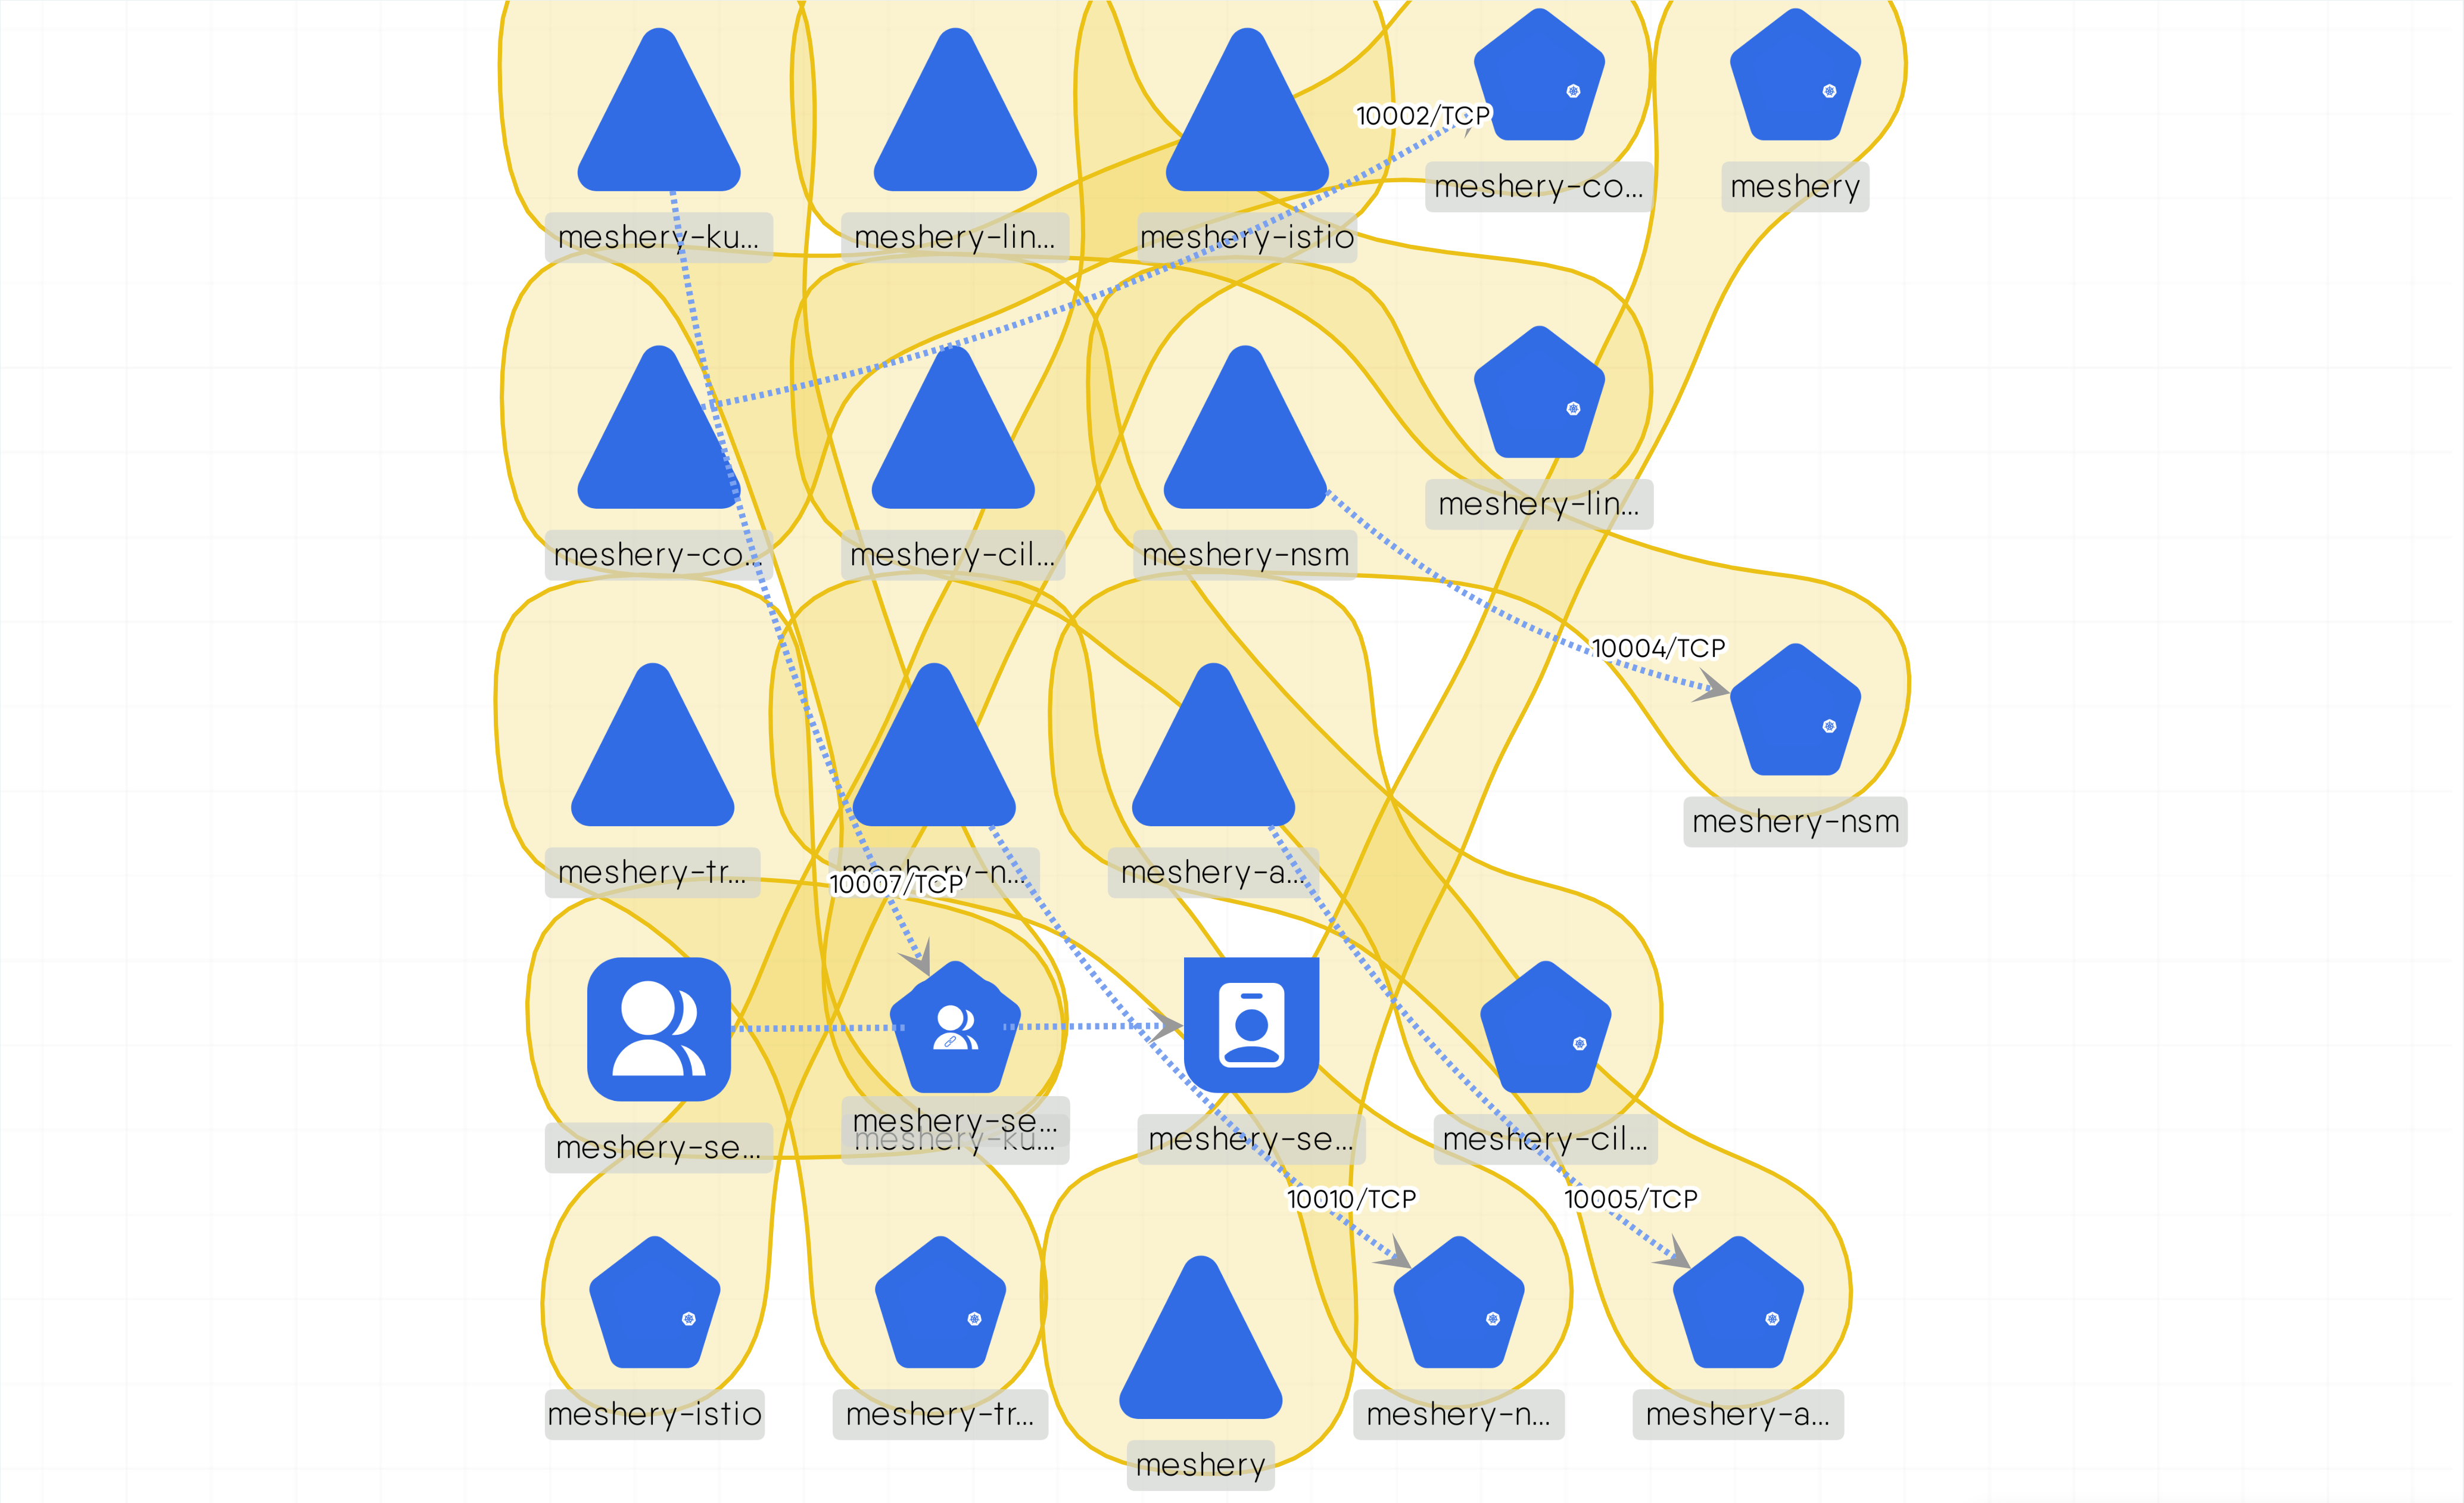 10002/TCP
meshery-co...
meshery
meshery-ku...
meshery-lin...
meshery-istio
meshery-lin...
meshery-co...
meshery-cil...
meshery-nsm
10004/TCP
meshery-nsm
meshery-tr...
meshery-n...
meshery-a...
10007/TCP
meshery-se...
meshery-se...
meshery-ku...
meshery-se...
meshery-cil...
10010/TCP
10005/TCP
meshery-istio
meshery-tr...
meshery-n...
meshery-a...
meshery